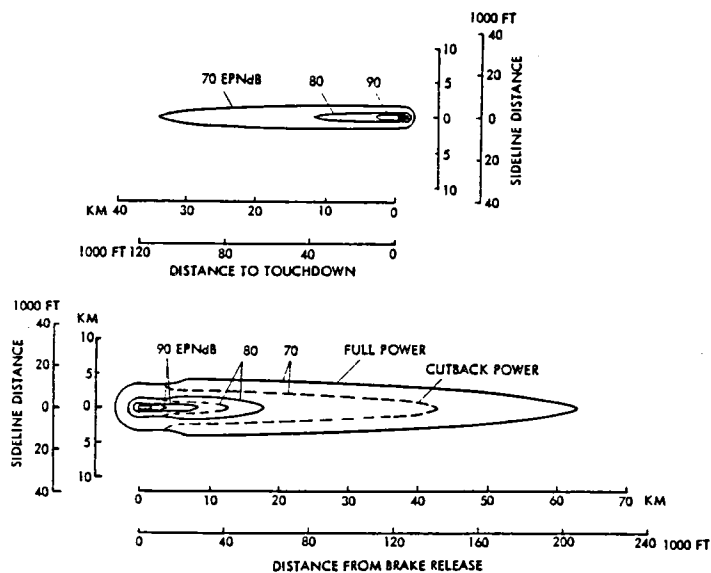 1000 FT
40
20
0
20
40
10
5
0
5
10
SIDELINE DISTANCE
70 EPNdB
80
90
KM 40 30 20 10 0
1000 FT 120 80 40 0
DISTANCE TO TOUCHDOWN
1000 FT
40
20
0
20
40
SIDELINE DISTANCE
KM
10
5
0
5
10
90 EPNdB 80 70 FULL POWER
CUTBACK POWER
0 10 20 30 40 50 60 70 KM
0 40 80 120 160 200 240 1000 FT
DISTANCE FROM BRAKE RELEASE